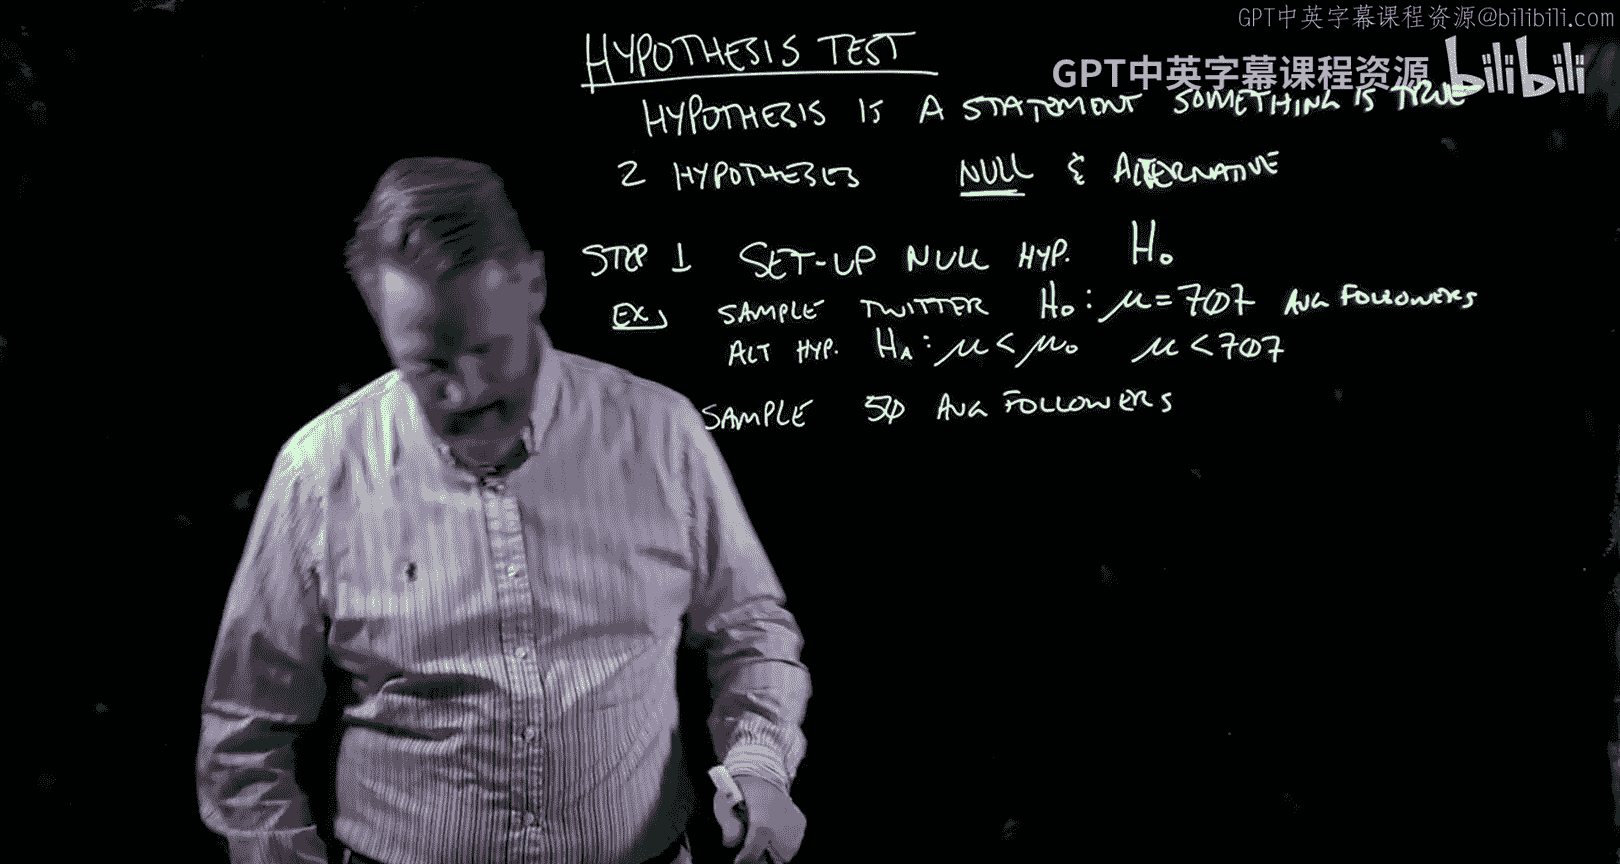 GPT中英字幕课程资源@bilibili.com
GPT中英字幕课程资源 bilibili
HYPOTHESIS TEST
HYPOTHESIS IS A STATEMENT SOMETHING IS TRUE
2 HYPOTHESES NULL & ALTERNATIVE
STEP 1 SET-UP NULL HYP. H₀
EX, SAMPLE TWITTER H₀: μ = 707 AVG FOLLOWERS
ALT HYP. Hᴀ: μ < μ₀ μ < 707
SAMPLE 50 AVG FOLLOWERS